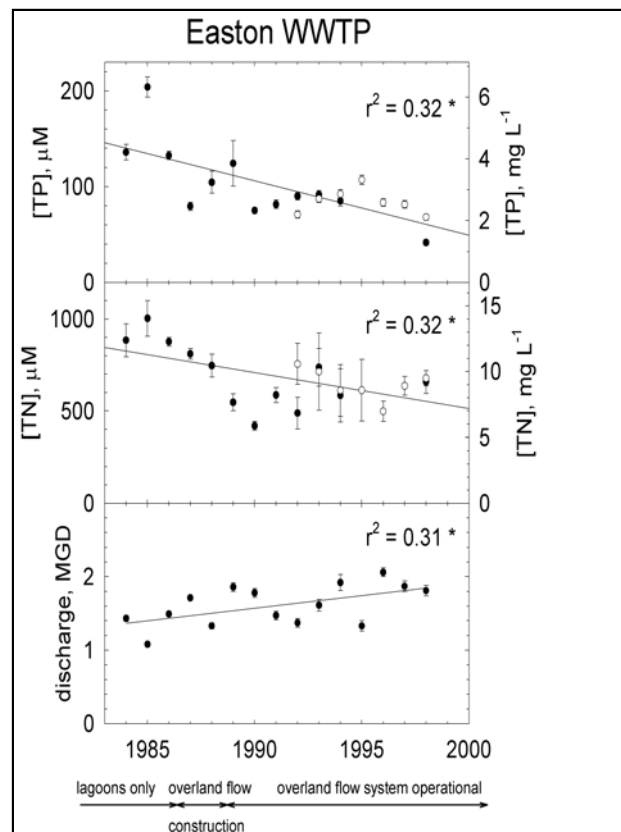 Easton WWTP
200
100
0
[TP], μM
r² = 0.32 *
6
4
2
0
[TP], mg L⁻¹
1000
500
0
[TN], μM
r² = 0.32 *
15
10
5
0
[TN], mg L⁻¹
2
1
0
discharge, MGD
r² = 0.31 *
1985 1990 1995 2000
lagoons only overland flow overland flow system operational
construction